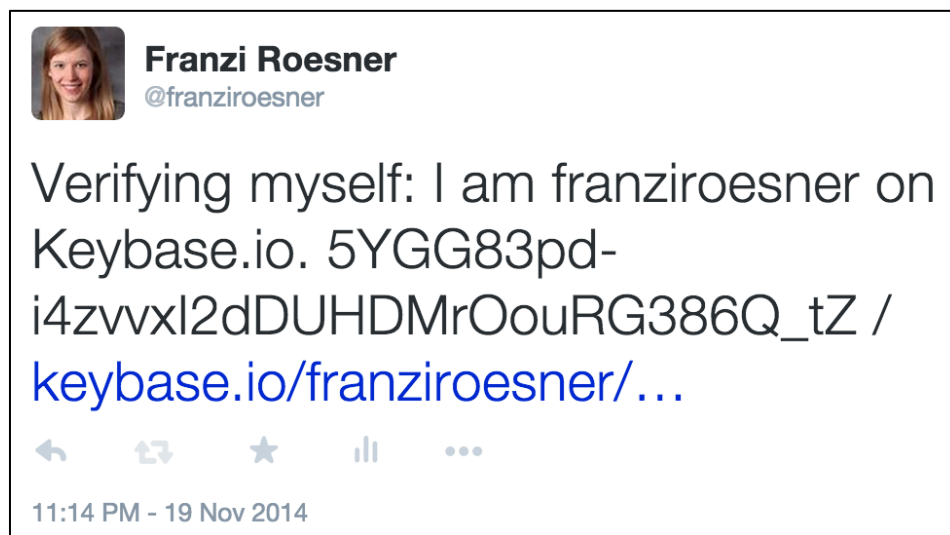 Franzi Roesner
@franziroesner
Verifying myself: I am franziroesner on
Keybase.io. 5YGG83pd-
i4zvvxl2dDUHDMrOouRG386Q_tZ /
keybase.io/franziroesner/…
11:14 PM - 19 Nov 2014